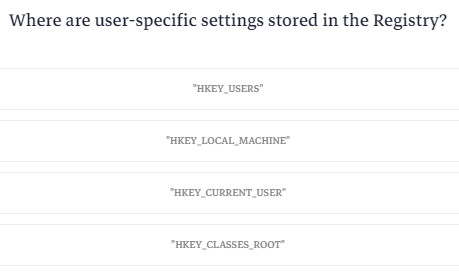 Where are user-specific settings stored in the Registry?
"HKEY_USERS"
"HKEY_LOCAL_MACHINE"
"HKEY_CURRENT_USER"
"HKEY_CLASSES_ROOT"